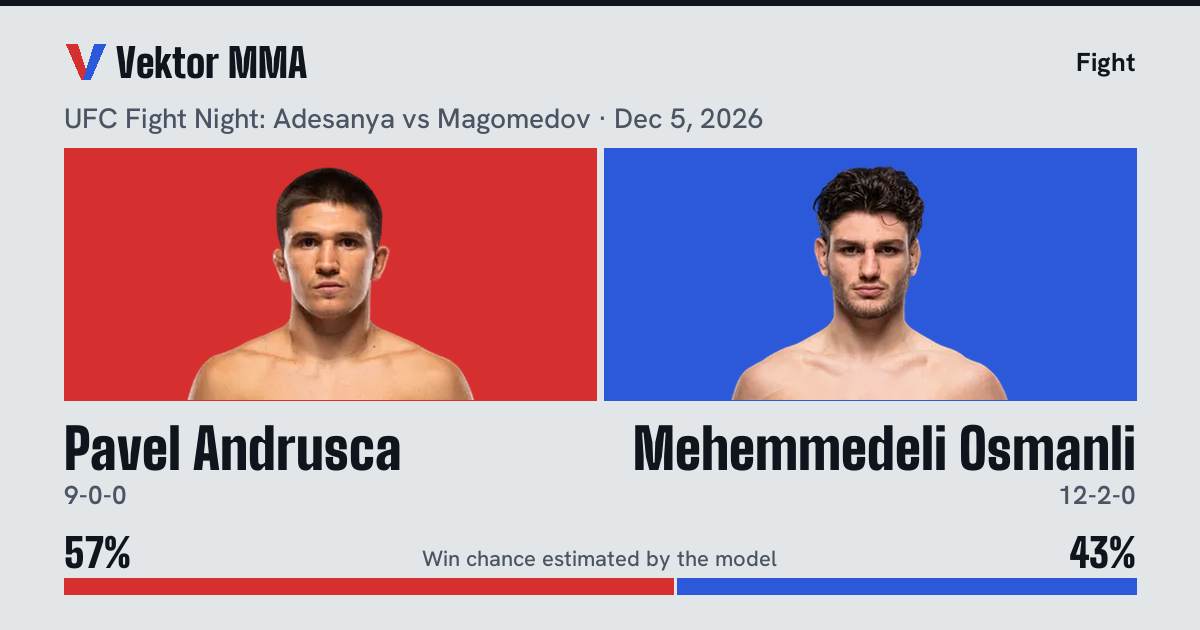 Vektor MMA
Fight
UFC Fight Night: Adesanya vs Magomedov · Dec 5, 2026
Pavel Andrusca
Mehemmedeli Osmanli
9-0-0
12-2-0
57%
Win chance estimated by the model
43%